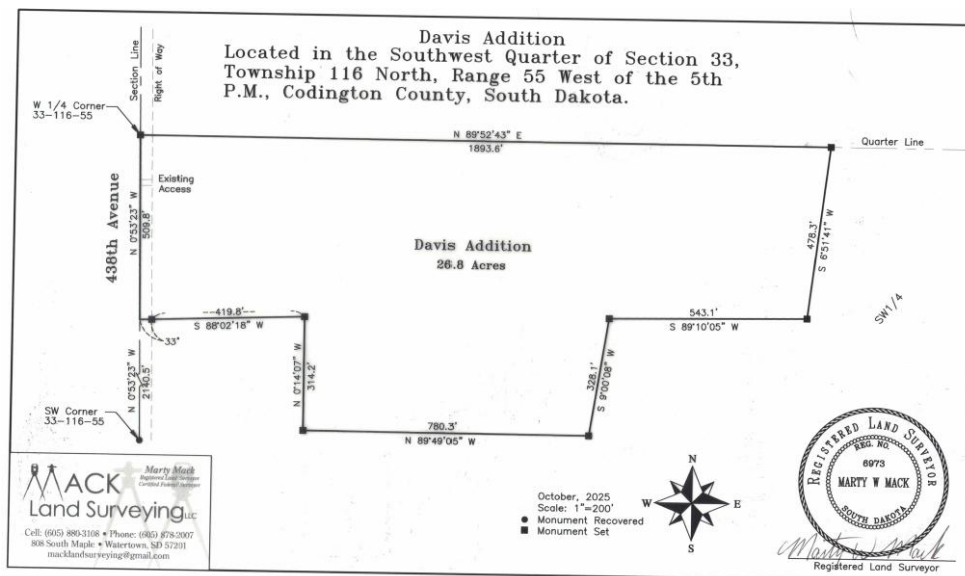 Davis Addition
Located in the Southwest Quarter of Section 33,
Township 116 North, Range 55 West of the 5th
P.M., Codington County, South Dakota.
Section Line
Right of Way
W 1/4 Corner
33-116-55
N 89°52'43" E
1893.6'
Quarter Line
Existing
Access
438th Avenue
N 0°53'23" W
509.8'
Davis Addition
26.8 Acres
478.3'
S 6°51'41" W
SW1/4
419.8'
S 88°02'18" W
33'
543.1'
S 89°10'05" W
N 0°14'07" W
314.2'
328.1'
S 9°00'08" W
N 0°53'23" W
2140.5'
SW Corner
33-116-55
780.3'
N 89°49'05" W
MACK
Land Surveying LLC
Marty Mack
Registered Land Surveyor
Certified Federal Surveyor
Cell: (605) 880-3108 • Phone: (605) 878-2007
808 South Maple • Watertown, SD 57201
macklandsurveying@gmail.com
October, 2025
Scale: 1"=200'
Monument Recovered
Monument Set
N
W
E
S
REGISTERED LAND SURVEYOR
REG. NO.
6973
MARTY W MACK
SOUTH DAKOTA
Marty W Mack
Registered Land Surveyor